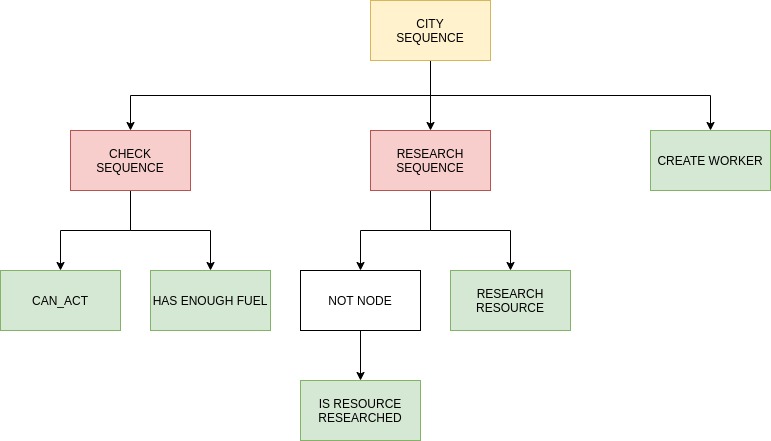 CITY
SEQUENCE
CHECK
SEQUENCE
RESEARCH
SEQUENCE
CREATE WORKER
CAN_ACT
HAS ENOUGH FUEL
NOT NODE
RESEARCH
RESOURCE
IS RESOURCE
RESEARCHED